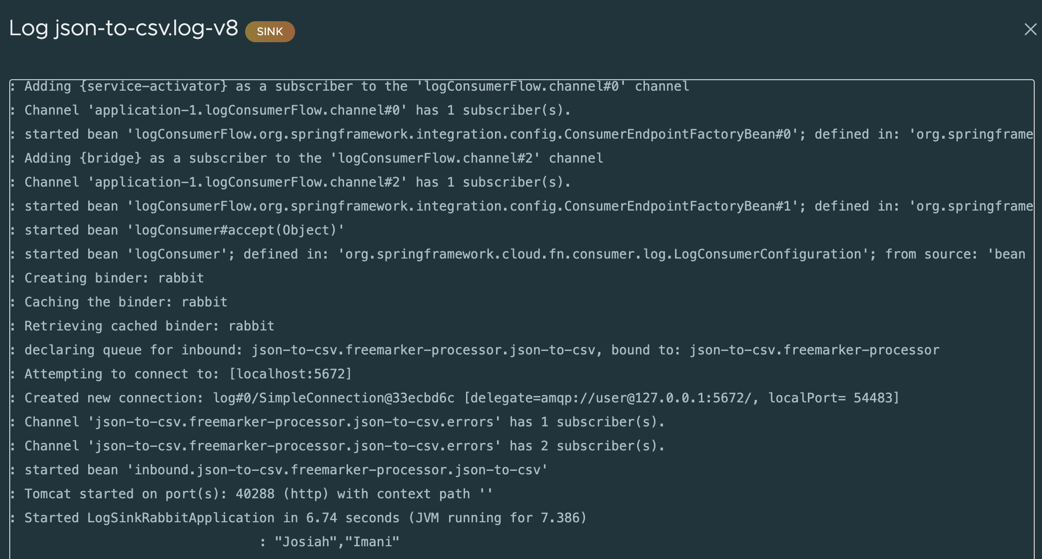 Log json-to-csv.log-v8 SINK
: Adding {service-activator} as a subscriber to the 'logConsumerFlow.channel#0' channel
: Channel 'application-1.logConsumerFlow.channel#0' has 1 subscriber(s).
: started bean 'logConsumerFlow.org.springframework.integration.config.ConsumerEndpointFactoryBean#0'; defined in: 'org.springframe
: Adding {bridge} as a subscriber to the 'logConsumerFlow.channel#2' channel
: Channel 'application-1.logConsumerFlow.channel#2' has 1 subscriber(s).
: started bean 'logConsumerFlow.org.springframework.integration.config.ConsumerEndpointFactoryBean#1'; defined in: 'org.springframe
: started bean 'logConsumer#accept(Object)'
: started bean 'logConsumer'; defined in: 'org.springframework.cloud.fn.consumer.log.LogConsumerConfiguration'; from source: 'bean
: Creating binder: rabbit
: Caching the binder: rabbit
: Retrieving cached binder: rabbit
: declaring queue for inbound: json-to-csv.freemarker-processor.json-to-csv, bound to: json-to-csv.freemarker-processor
: Attempting to connect to: [localhost:5672]
: Created new connection: log#0/SimpleConnection@33ecbd6c [delegate=amqp://user@127.0.0.1:5672/, localPort= 54483]
: Channel 'json-to-csv.freemarker-processor.json-to-csv.errors' has 1 subscriber(s).
: Channel 'json-to-csv.freemarker-processor.json-to-csv.errors' has 2 subscriber(s).
: started bean 'inbound.json-to-csv.freemarker-processor.json-to-csv'
: Tomcat started on port(s): 40288 (http) with context path ''
: Started LogSinkRabbitApplication in 6.74 seconds (JVM running for 7.386)
: "Josiah","Imani"